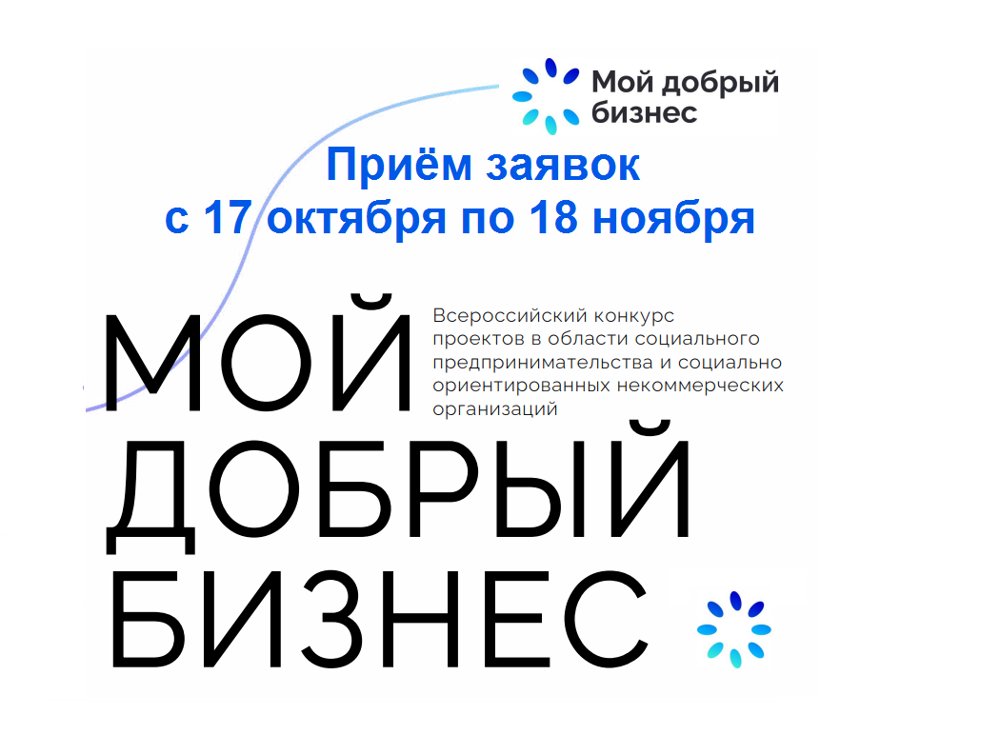 Мой добрый
бизнес
Приём заявок
с 17 октября по 18 ноября
МОЙ
Всероссийский конкурс
проектов в области социального
предпринимательства и социально
ориентированных некоммерческих
организаций
ДОБРЫЙ
БИЗНЕС